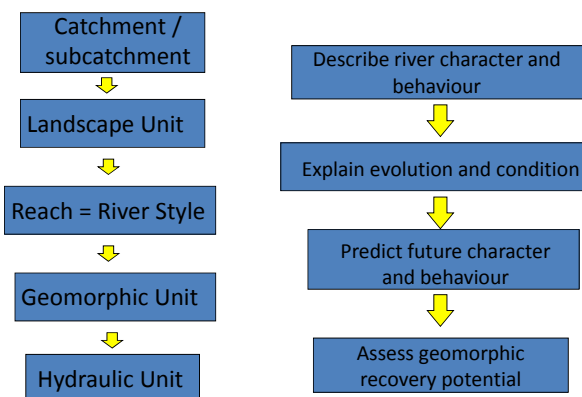 Catchment /
subcatchment
Landscape Unit
Reach = River Style
Geomorphic Unit
Hydraulic Unit
Describe river character and
behaviour
Explain evolution and condition
Predict future character
and behaviour
Assess geomorphic
recovery potential